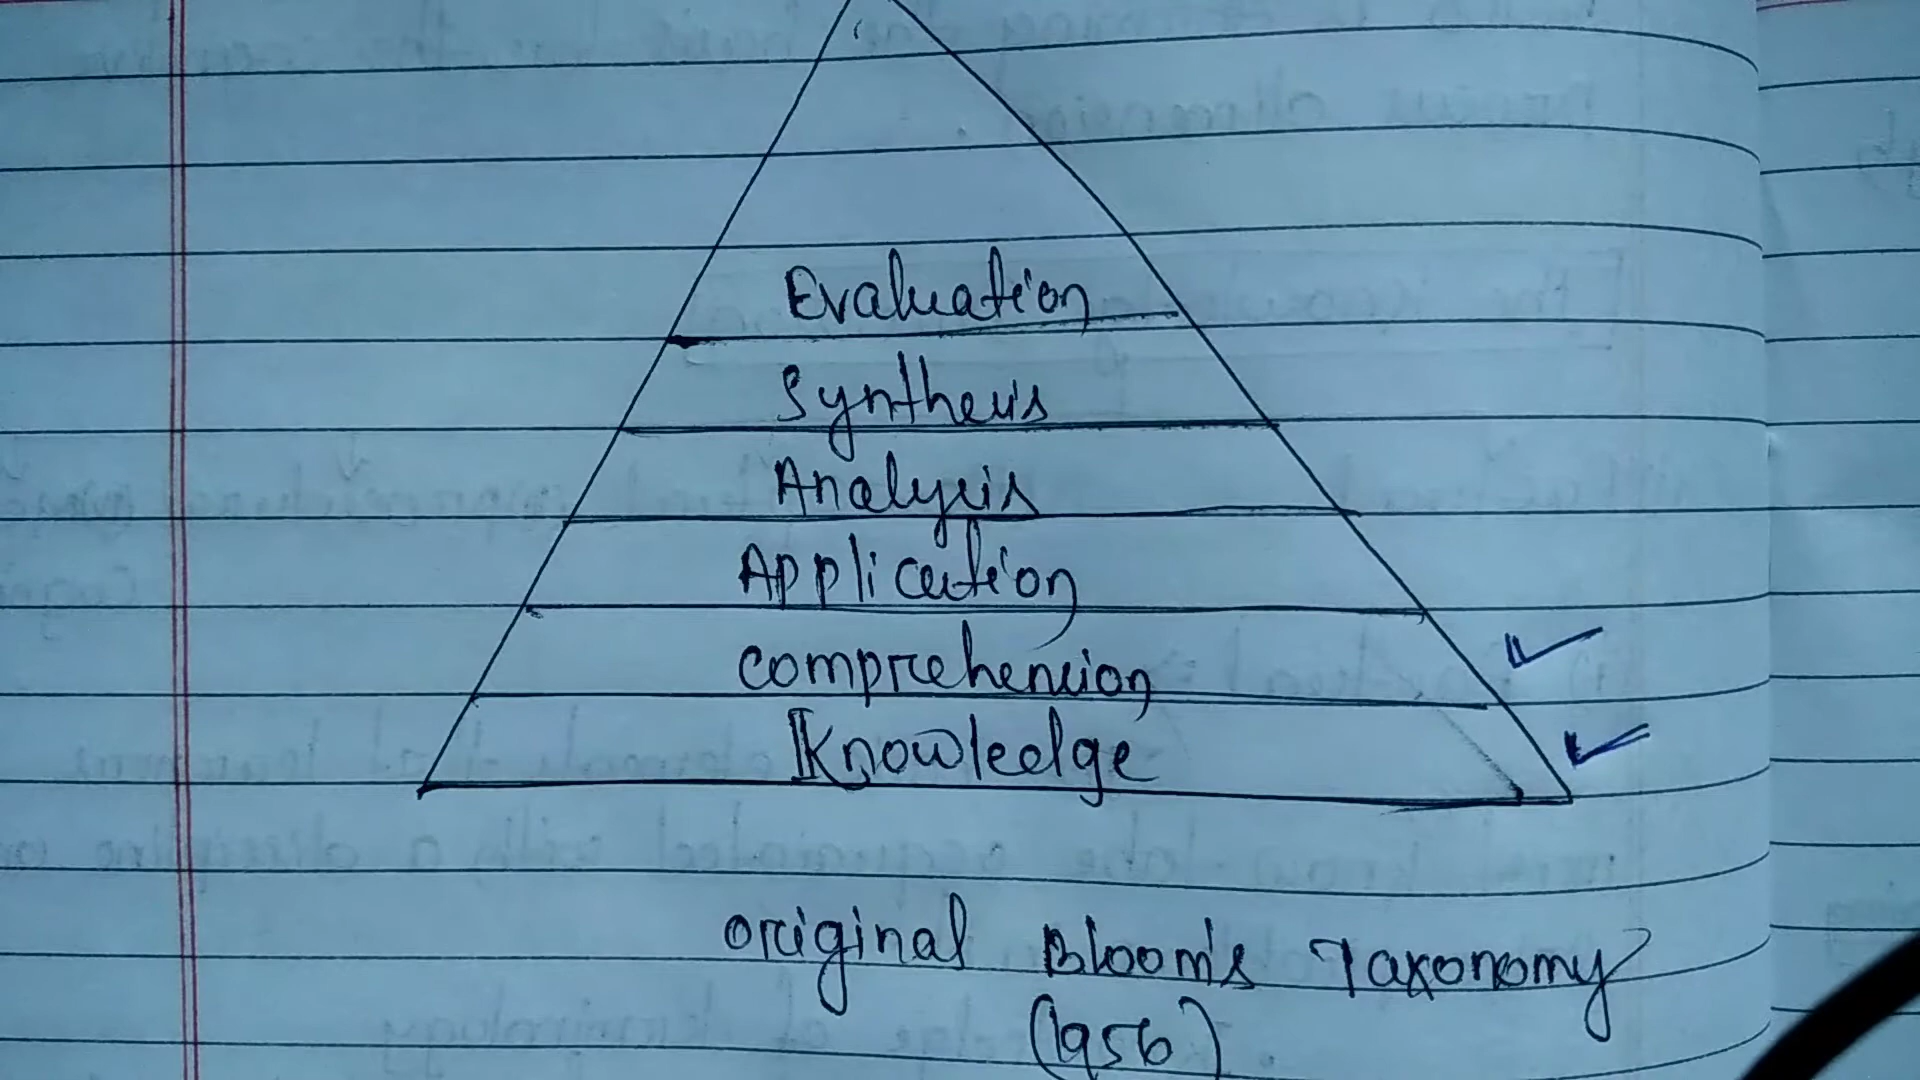 Evaluation
Synthesis
Analysis
Application
comprehension
Knowledge
original Bloom's Taxonomy
(1956)